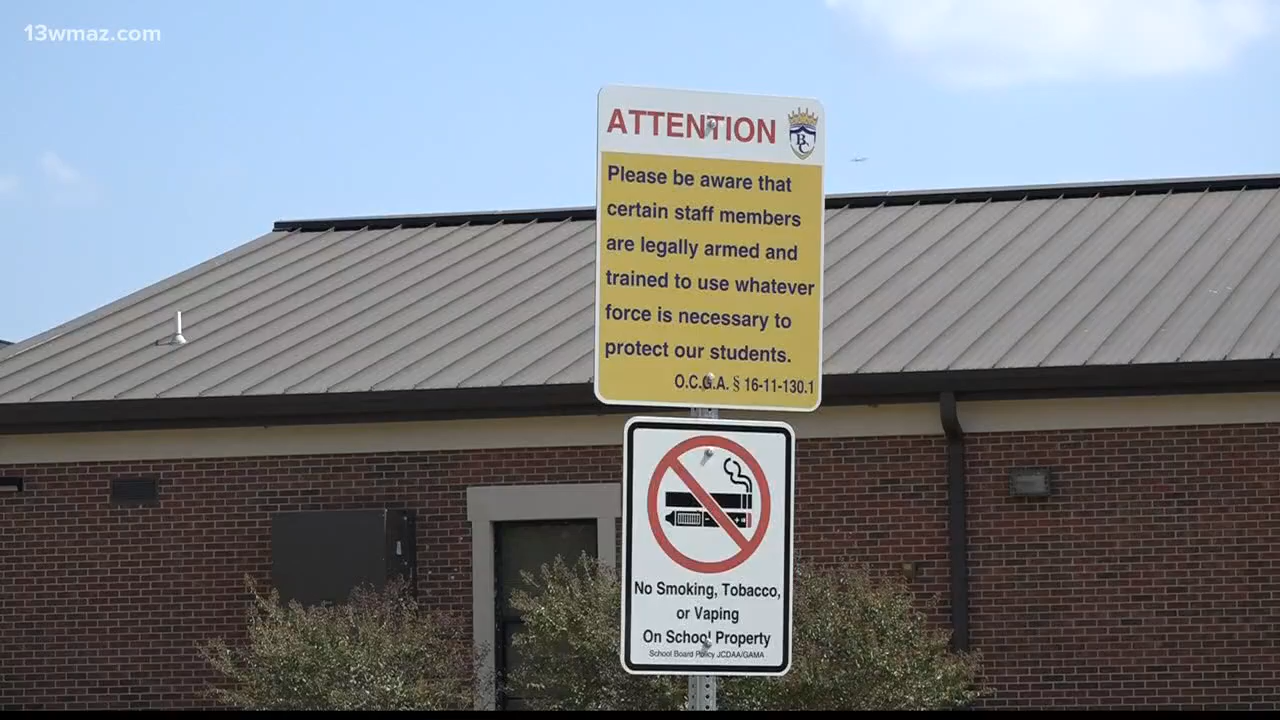 13wmaz.com
ATTENTION
BC
Please be aware that
certain staff members
are legally armed and
trained to use whatever
force is necessary to
protect our students.
O.C.G.A. § 16-11-130.1
No Smoking, Tobacco,
or Vaping
On School Property
School Board Policy JCDAA/GAMA